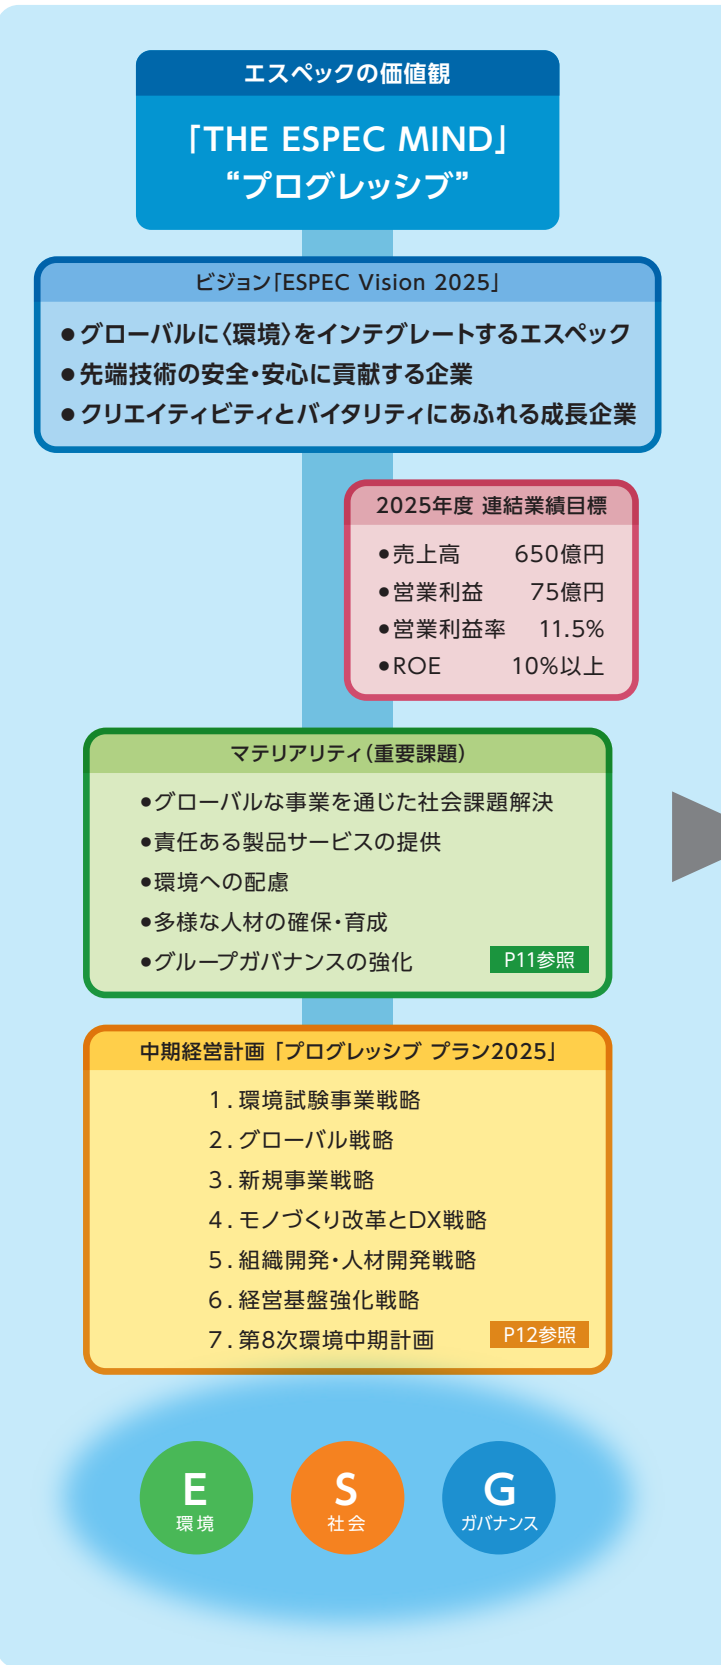 エスペックの価値観
「THE ESPEC MIND」
“プログレッシブ”
ビジョン「ESPEC Vision 2025」
●グローバルに〈環境〉をインテグレートするエスペック
●先端技術の安全・安心に貢献する企業
●クリエイティビティとバイタリティにあふれる成長企業
2025年度 連結業績目標
●売上高 650億円
●営業利益 75億円
●営業利益率 11.5%
●ROE 10%以上
マテリアリティ（重要課題）
●グローバルな事業を通じた社会課題解決
●責任ある製品サービスの提供
●環境への配慮
●多様な人材の確保・育成
●グループガバナンスの強化 P11参照
中期経営計画「プログレッシブ プラン2025」
1．環境試験事業戦略
2．グローバル戦略
3．新規事業戦略
4．モノづくり改革とDX戦略
5．組織開発・人材開発戦略
6．経営基盤強化戦略
7．第8次環境中期計画 P12参照
E S G
環境 社会 ガバナンス